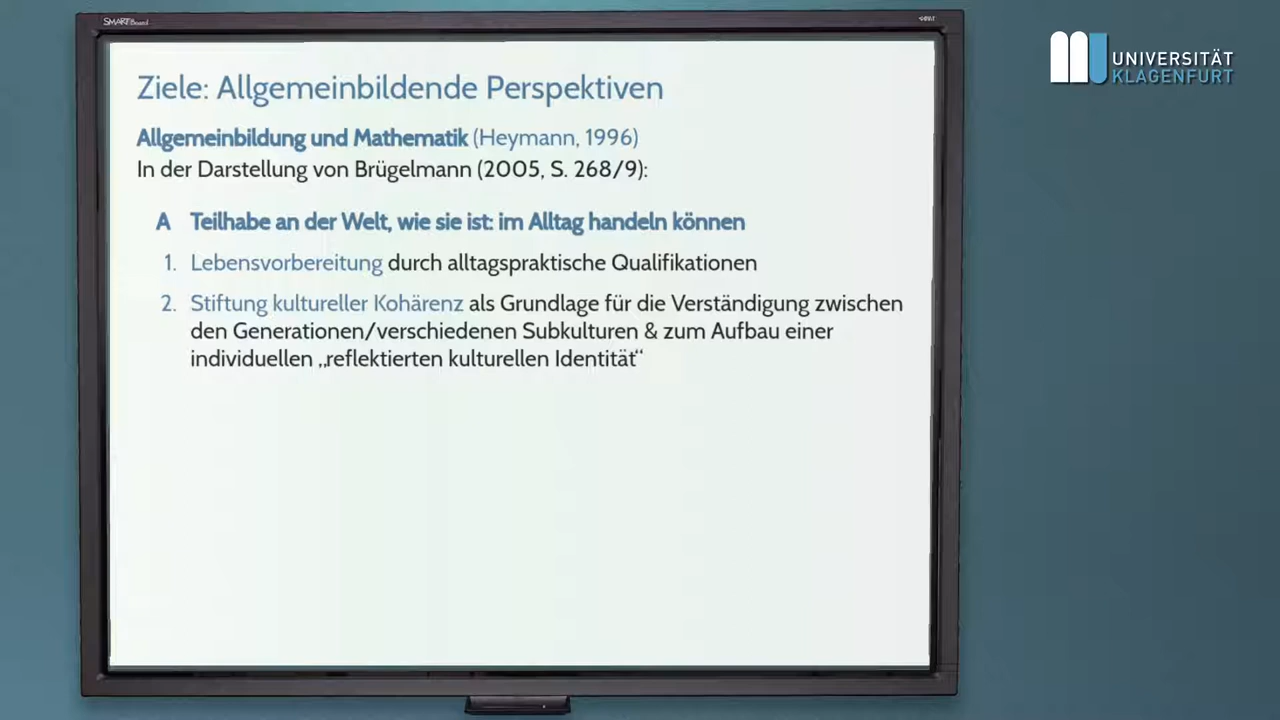 SMART Board
UNIVERSITÄT
KLAGENFURT
Ziele: Allgemeinbildende Perspektiven
Allgemeinbildung und Mathematik (Heymann, 1996)
In der Darstellung von Brügelmann (2005, S. 268/9):
A Teilhabe an der Welt, wie sie ist: im Alltag handeln können
1. Lebensvorbereitung durch alltagspraktische Qualifikationen
2. Stiftung kultureller Kohärenz als Grundlage für die Verständigung zwischen
den Generationen/verschiedenen Subkulturen & zum Aufbau einer
individuellen „reflektierten kulturellen Identität“